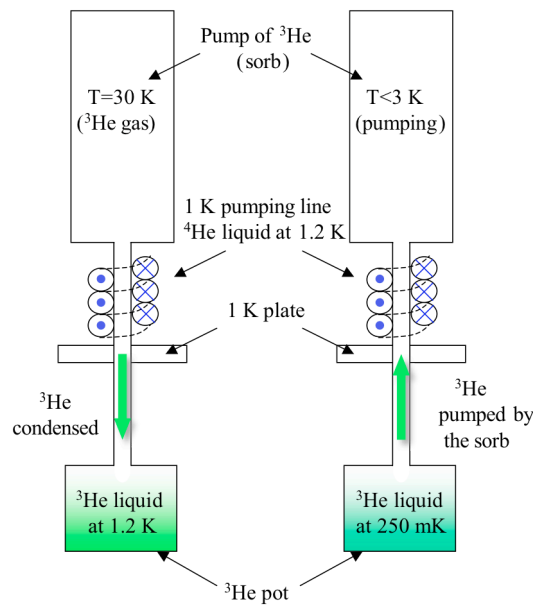 Pump of ³He
(sorb)
T=30 K
(³He gas)
T<3 K
(pumping)
1 K pumping line
⁴He liquid at 1.2 K
1 K plate
³He
condensed
³He
pumped by
the sorb
³He liquid
at 1.2 K
³He liquid
at 250 mK
³He pot